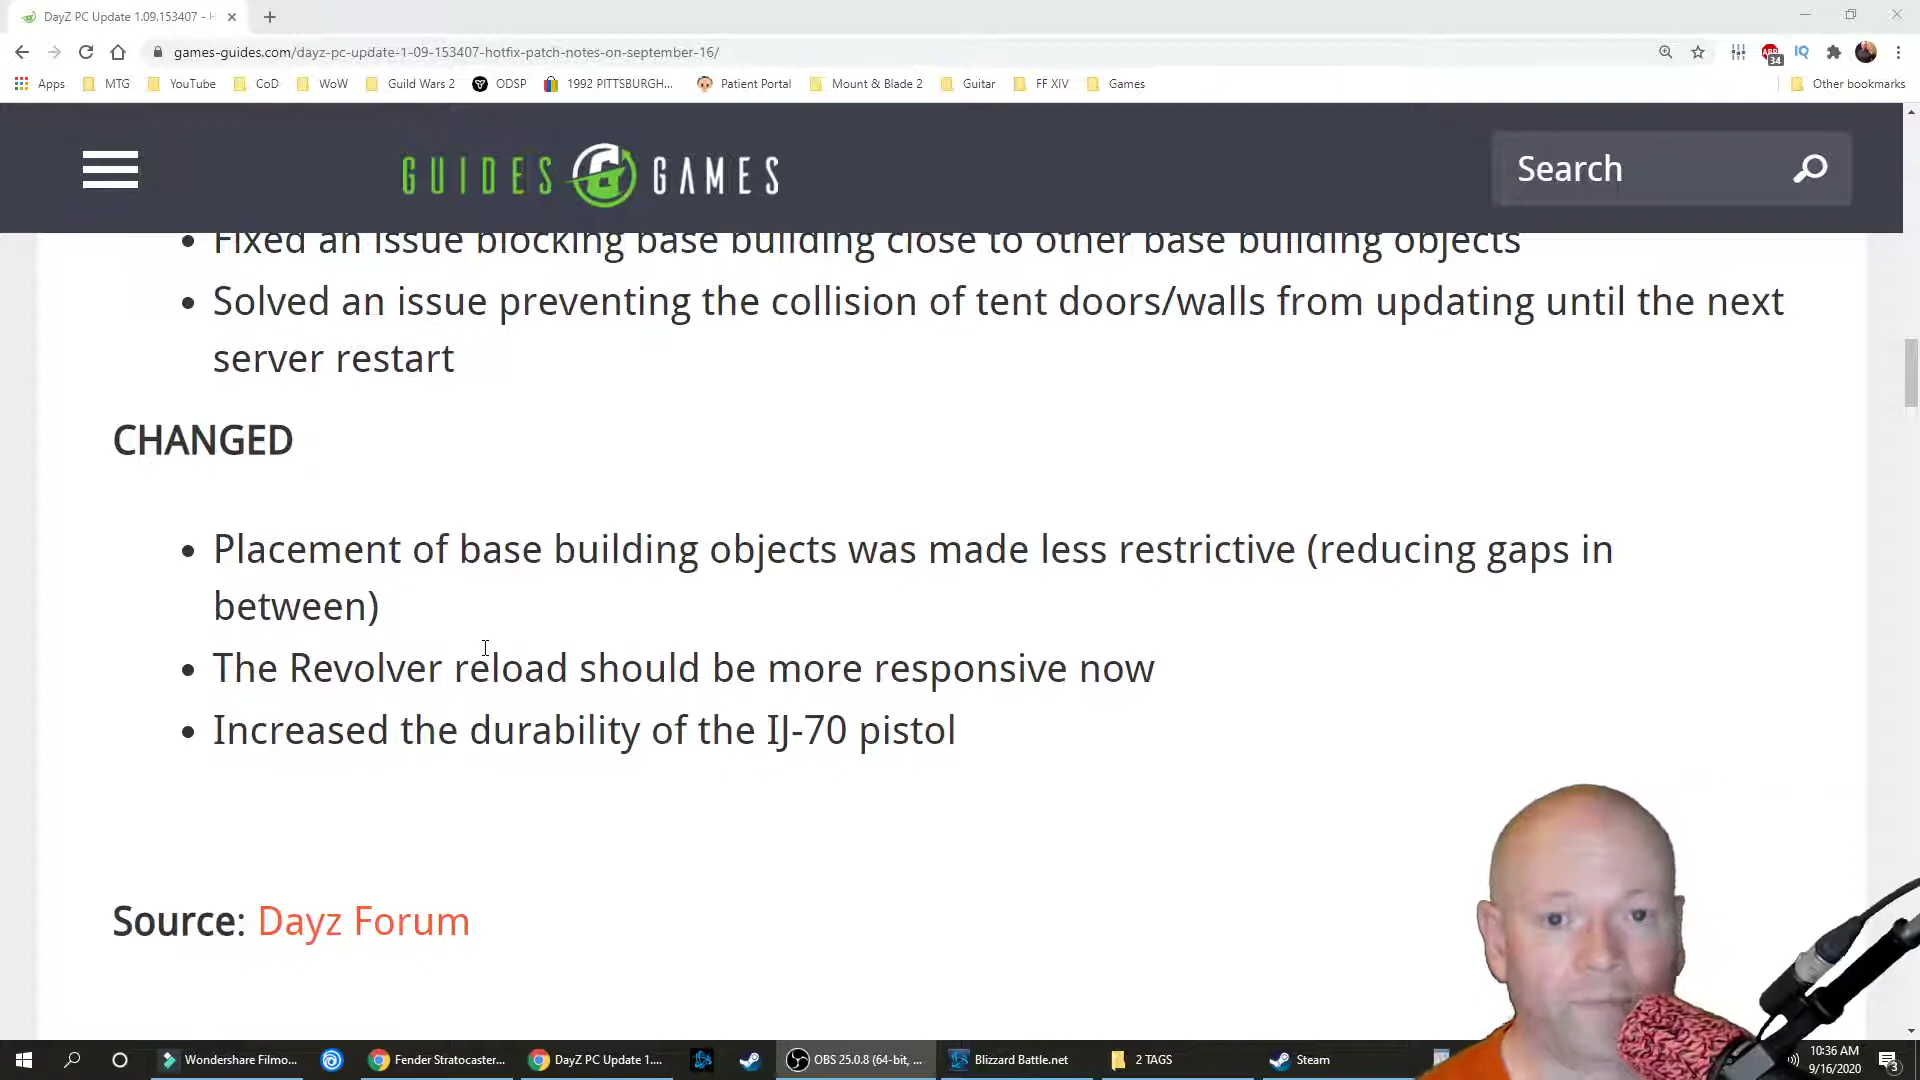 DayZ PC Update 1.09.153407 - H
games-guides.com/dayz-pc-update-1-09-153407-hotfix-patch-notes-on-september-16/
ABP
34
IQ
Apps MTG YouTube CoD WoW Guild Wars 2 ODSP 1992 PITTSBURGH... Patient Portal Mount & Blade 2 Guitar FF XIV Games Other bookmarks
GUIDES G GAMES
Search
Fixed an issue blocking base building close to other base building objects
Solved an issue preventing the collision of tent doors/walls from updating until the next
server restart
CHANGED
Placement of base building objects was made less restrictive (reducing gaps in
between)
The Revolver reload should be more responsive now
Increased the durability of the IJ-70 pistol
Source: Dayz Forum
Wondershare Filmo... Fender Stratocaster... DayZ PC Update 1.... OBS 25.0.8 (64-bit, ... Blizzard Battle.net 2 TAGS Steam
10:36 AM
9/16/2020
3